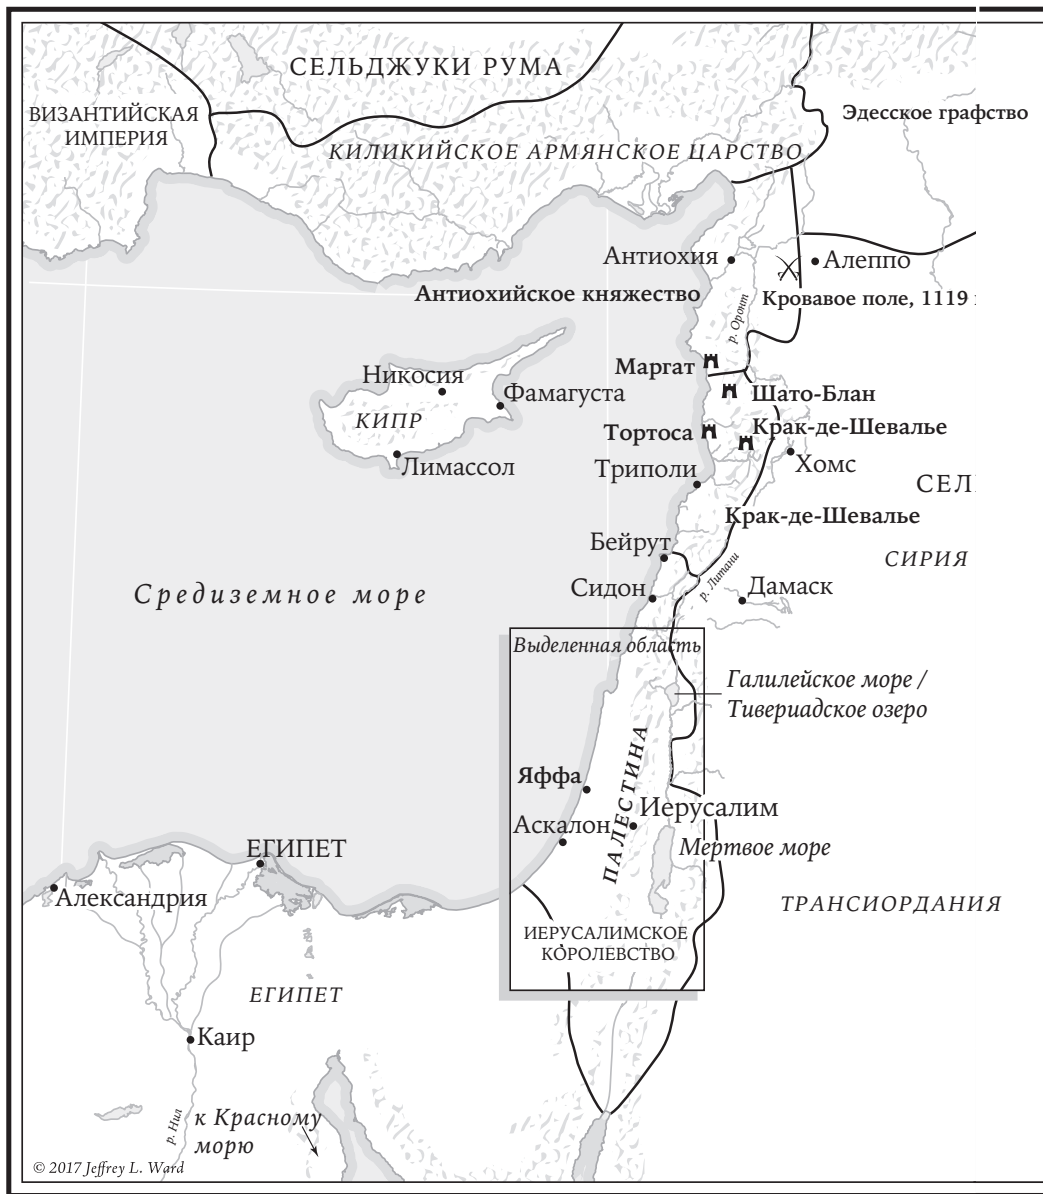 СЕЛЬДЖУКИ РУМА
ВИЗАНТИЙСКАЯ
ИМПЕРИЯ
Эдесское графство
КИЛИКИЙСКОЕ АРМЯНСКОЕ ЦАРСТВО
Антиохия
Алеппо
Антиохийское княжество
Кровавое поле, 1119
р. Оронт
Маргат
Никосия
Фамагуста
Шато-Блан
КИПР
Тортоса
Крак-де-Шевалье
Лимассол
Триполи
Хомс
СЕЛ
Крак-де-Шевалье
Бейрут
СИРИЯ
р. Литани
Сидон
Дамаск
Средиземное море
Выделенная область
Галилейское море /
Тивериадское озеро
ПАЛЕСТИНА
Яффа
Иерусалим
Аскалон
Мертвое море
ЕГИПЕТ
Александрия
ТРАНСИОРДАНИЯ
ИЕРУСАЛИМСКОЕ
КОРОЛЕВСТВО
ЕГИПЕТ
Каир
р. Нил
к Красному
морю
© 2017 Jeffrey L. Ward